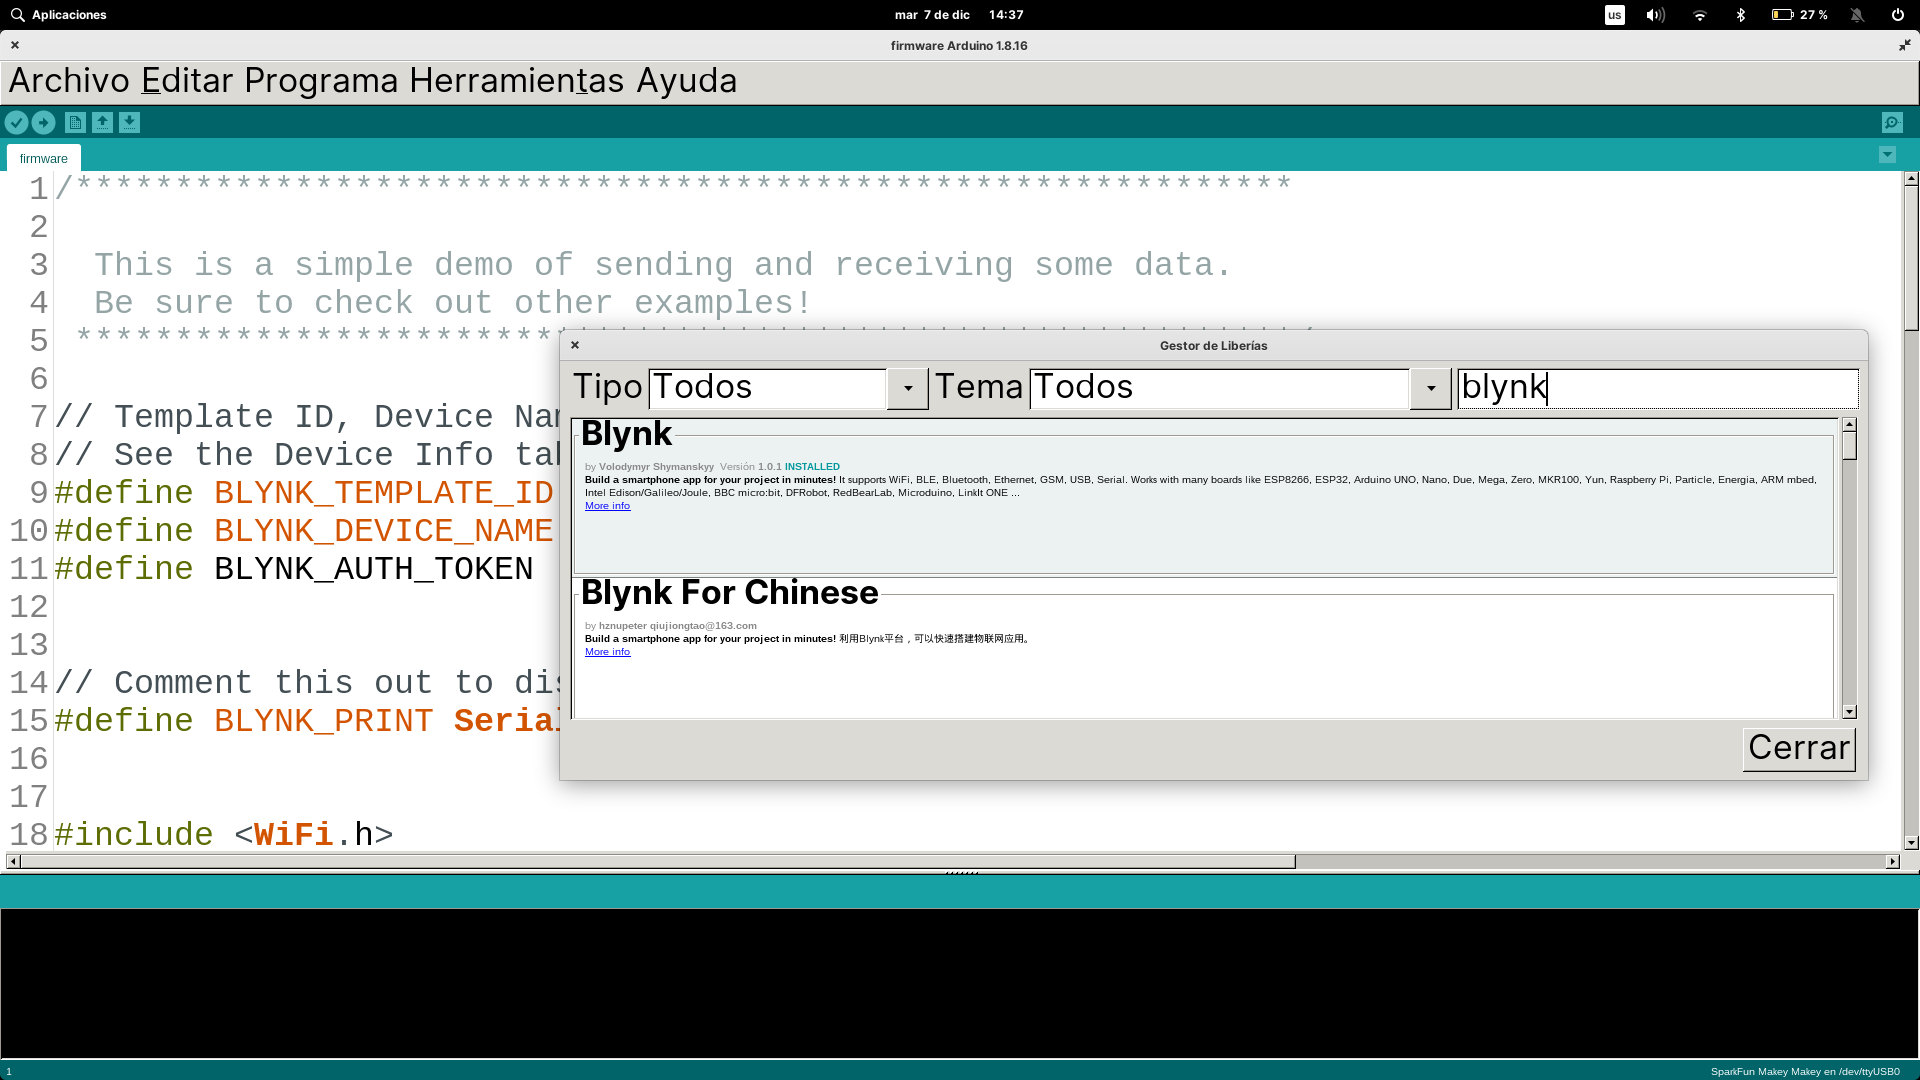 Aplicaciones
mar 7 de dic 14:37
us
27 %
firmware Arduino 1.8.16
Archivo Editar Programa Herramientas Ayuda
firmware
1 /*************************************************************
2
3 This is a simple demo of sending and receiving some data.
4 Be sure to check out other examples!
5 ************************
6
7 // Template ID, Device Na
8 // See the Device Info ta
9 #define BLYNK_TEMPLATE_ID
10 #define BLYNK_DEVICE_NAME
11 #define BLYNK_AUTH_TOKEN
12
13
14 // Comment this out to dis
15 #define BLYNK_PRINT Serial
16
17
18 #include <WiFi.h>
Gestor de Liberías
Tipo Todos Tema Todos blynk
Blynk
by Volodymyr Shymanskyy Versión 1.0.1 INSTALLED
Build a smartphone app for your project in minutes! It supports WiFi, BLE, Bluetooth, Ethernet, GSM, USB, Serial. Works with many boards like ESP8266, ESP32, Arduino UNO, Nano, Due, Mega, Zero, MKR100, Yun, Raspberry Pi, Particle, Energia, ARM mbed,
Intel Edison/Galileo/Joule, BBC micro:bit, DFRobot, RedBearLab, Microduino, LinkIt ONE ...
More info
Blynk For Chinese
by hznupeter qiujiongtao@163.com
Build a smartphone app for your project in minutes! 利用Blynk平台，可以快速搭建物联网应用。
More info
Cerrar
1
SparkFun Makey Makey en /dev/ttyUSB0